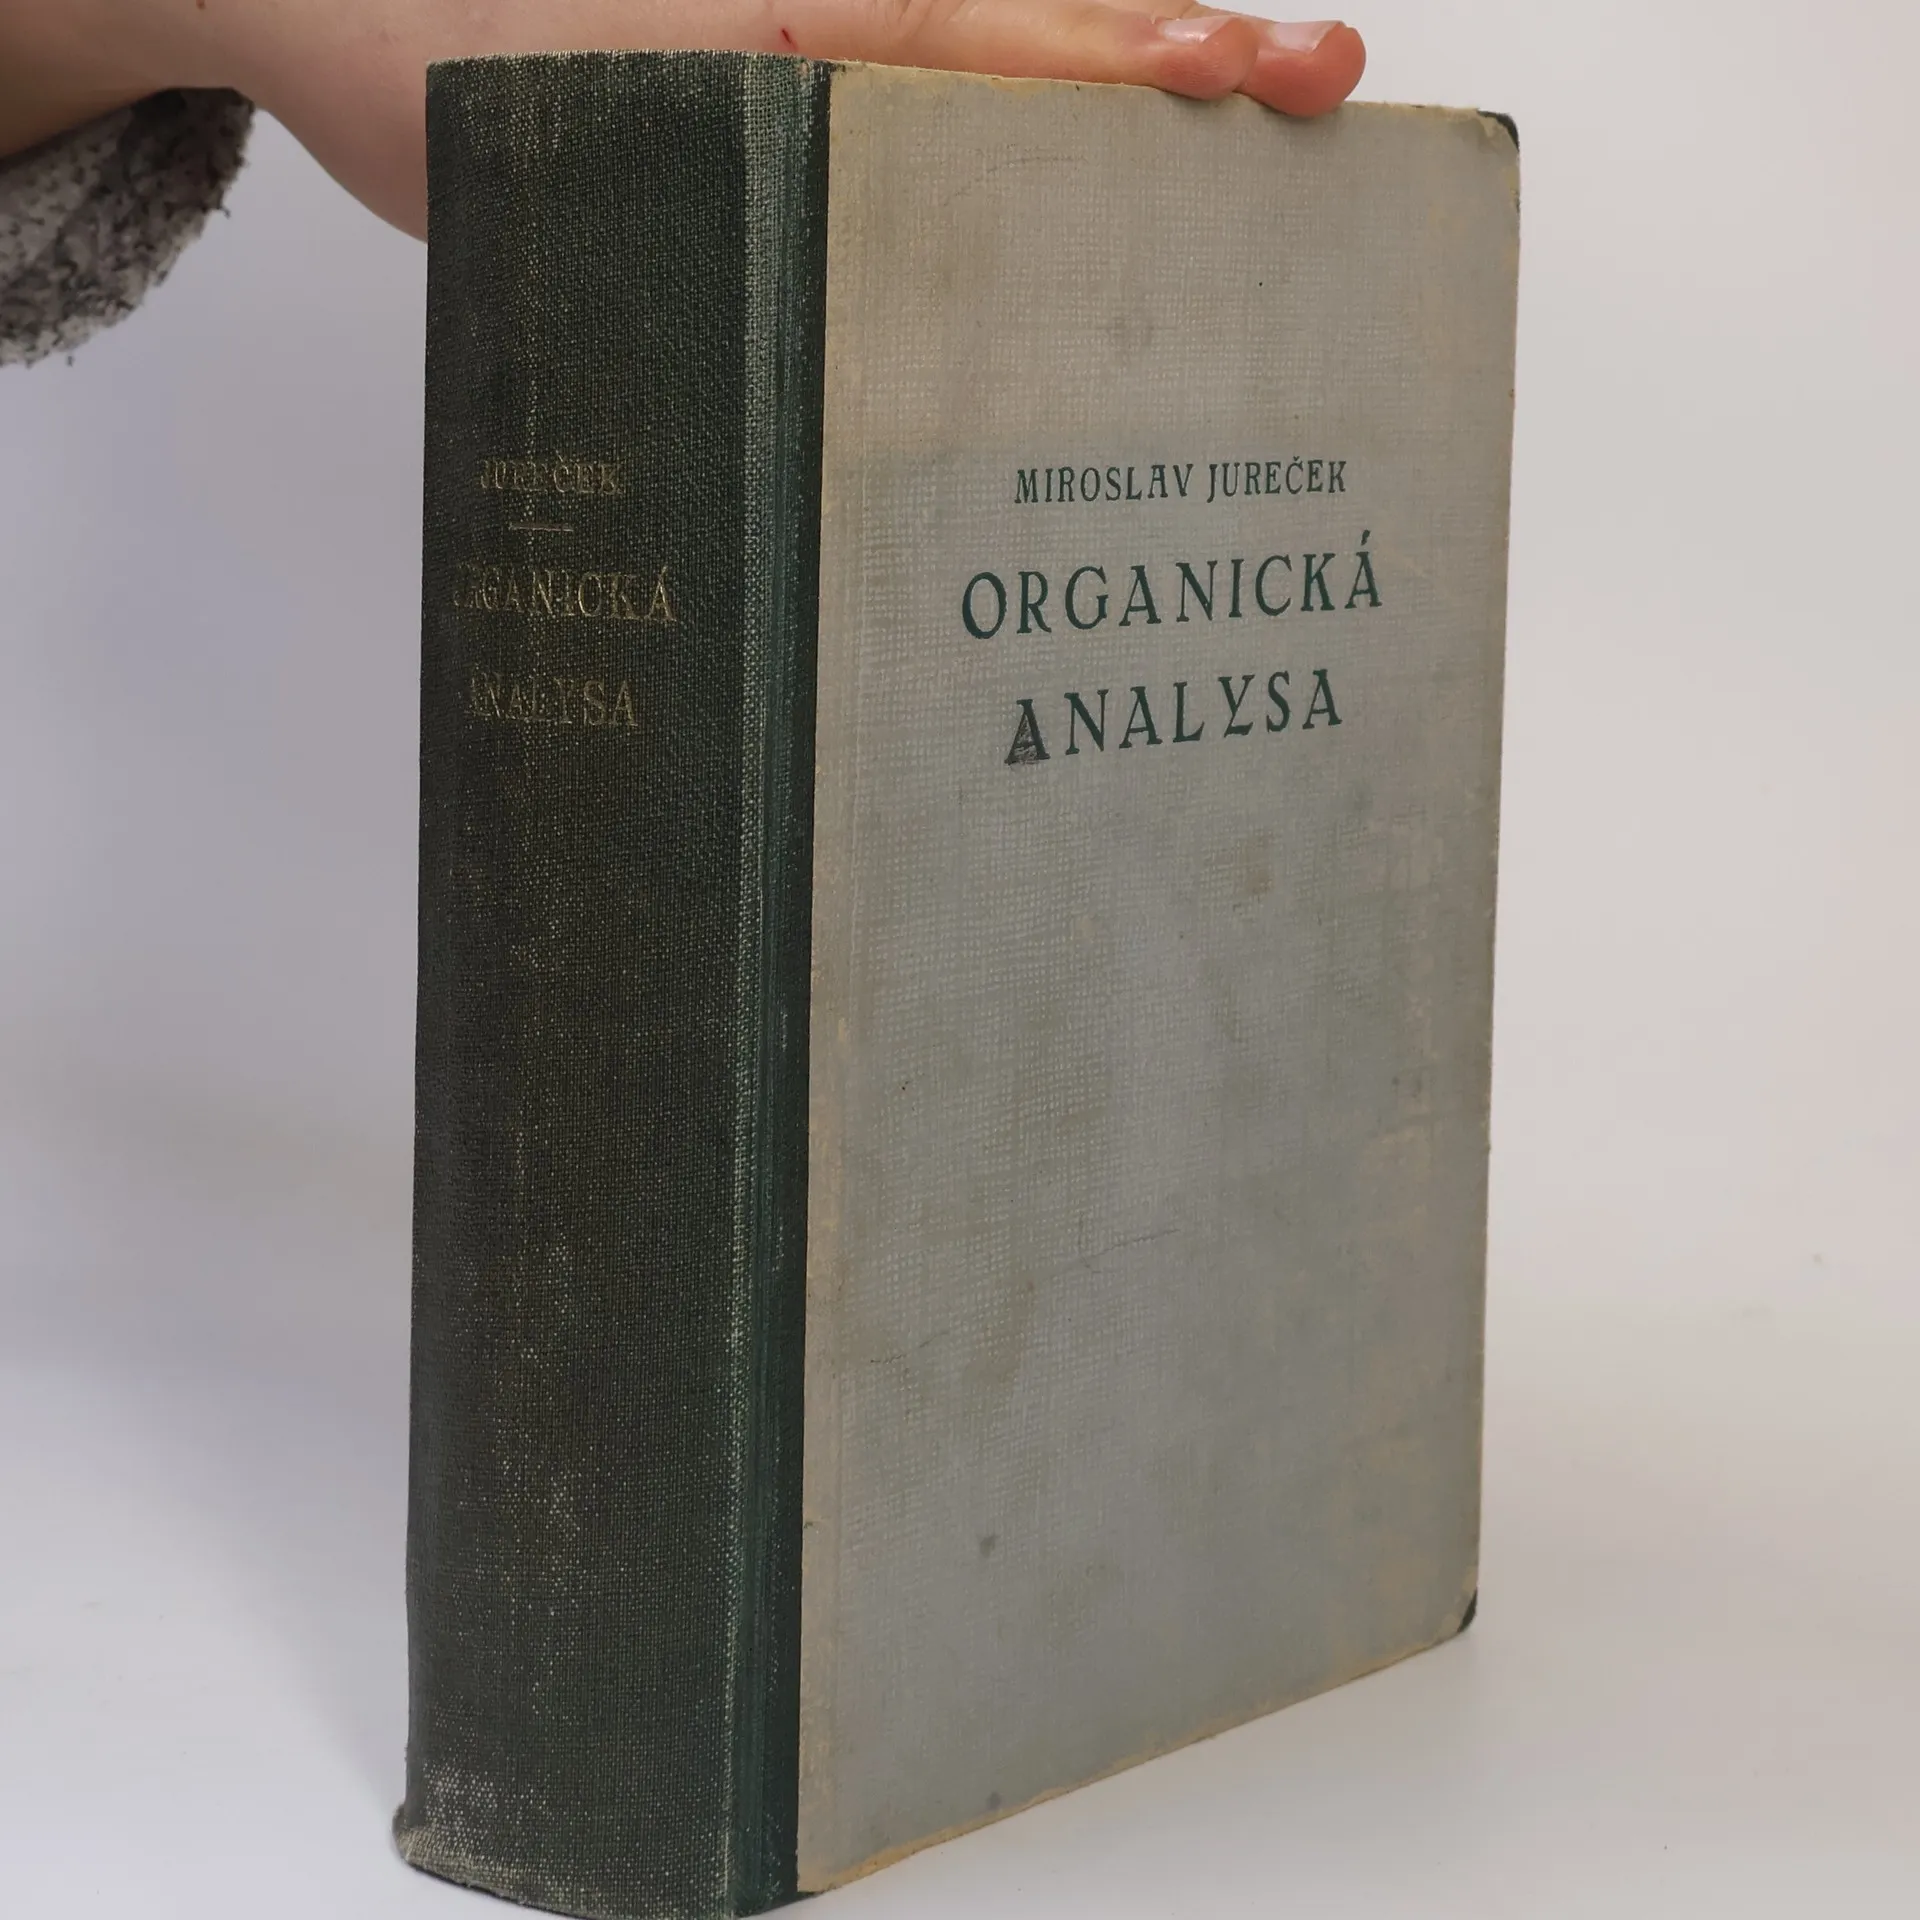 JUREČEK
ORGANICKÁ
ANALYSA
MIROSLAV JUREČEK
ORGANICKÁ
ANALYSA